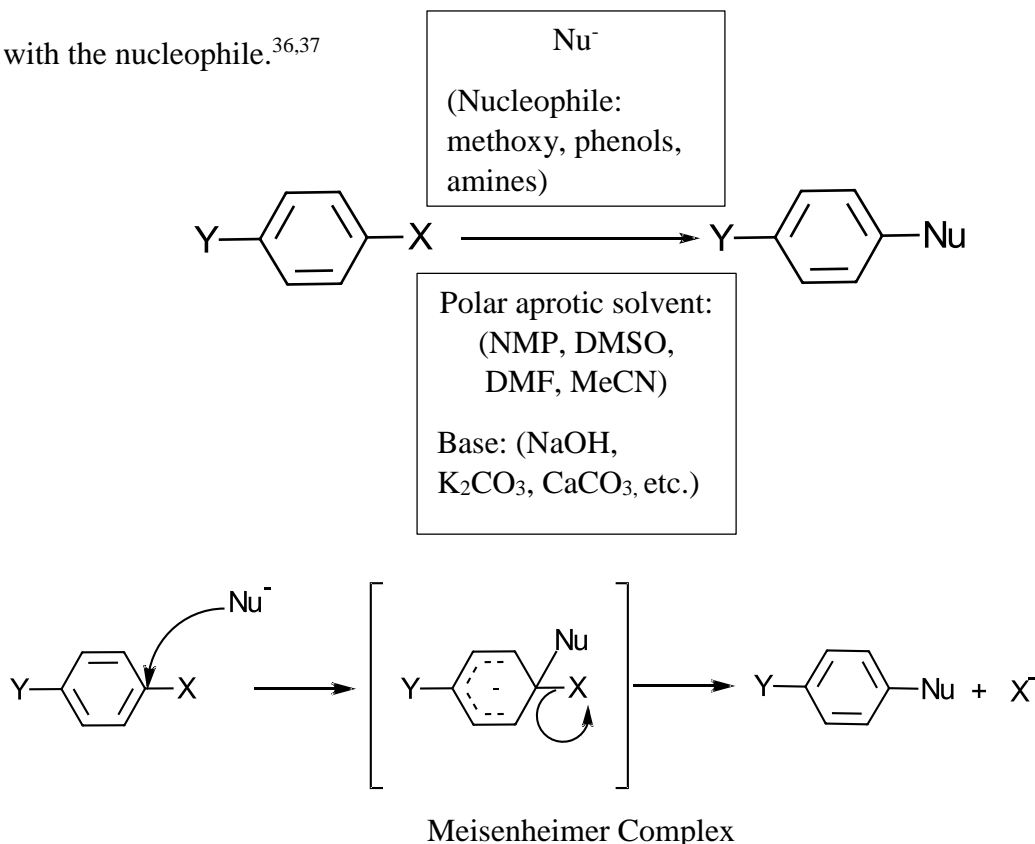 with the nucleophile.36,37
Nu-
(Nucleophile:
methoxy, phenols,
amines)
Y X Y Nu
Polar aprotic solvent:
(NMP, DMSO,
DMF, MeCN)
Base: (NaOH,
K2CO3, CaCO3, etc.)
Nu-
Nu
Y X Y - X Y Nu + X-
Meisenheimer Complex